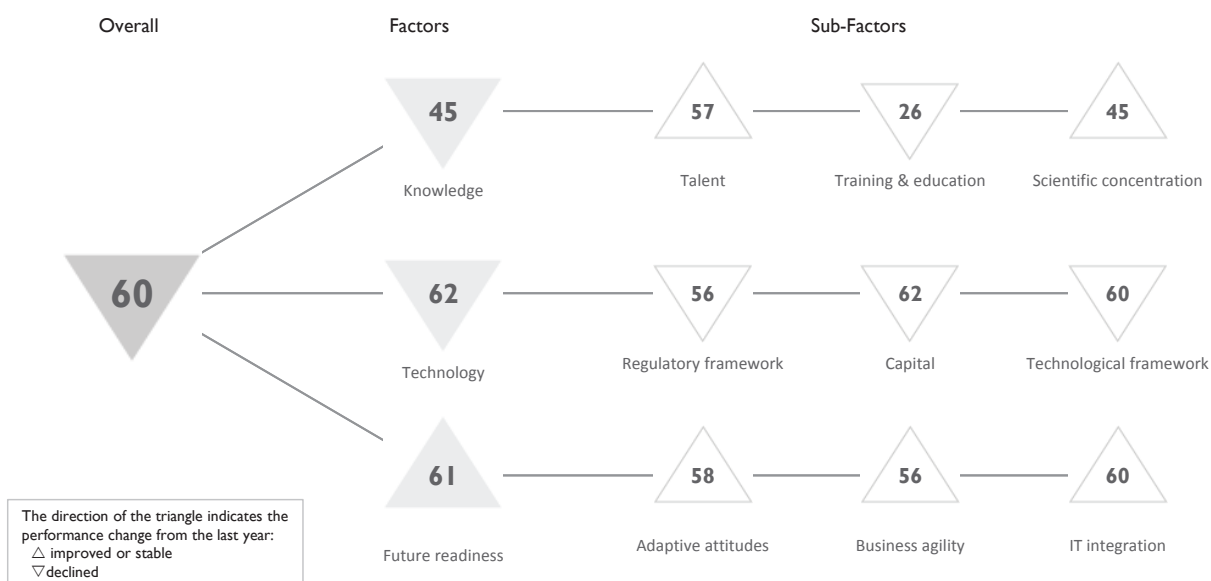 Overall
Factors
Sub-Factors
45
57
26
45
Knowledge
Talent
Training & education
Scientific concentration
60
62
56
62
60
Technology
Regulatory framework
Capital
Technological framework
61
58
56
60
Future readiness
Adaptive attitudes
Business agility
IT integration
The direction of the triangle indicates the
performance change from the last year:
△ improved or stable
▽ declined